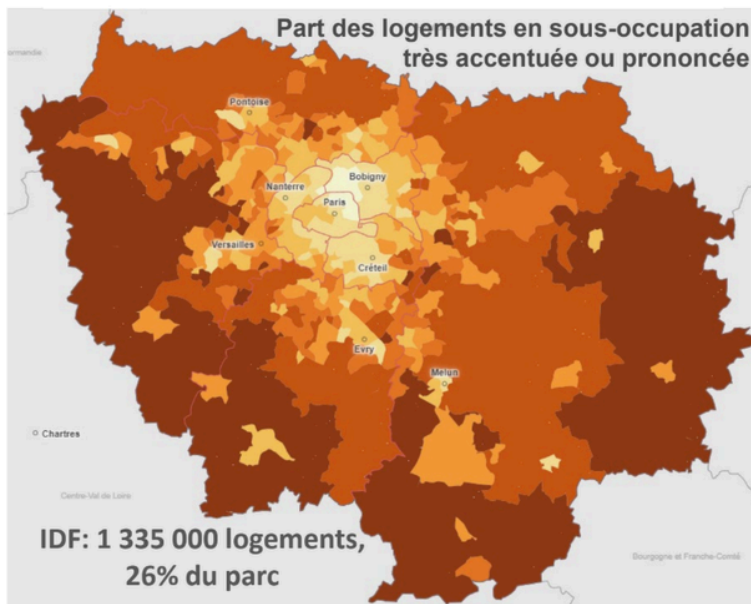 Part des logements en sous-occupation
très accentuée ou prononcée
Normandie
Pontoise
Nanterre
Bobigny
Paris
Versailles
Créteil
Evry
Melun
Chartres
Centre-Val de Loire
IDF: 1 335 000 logements,
26% du parc
Bourgogne et Franche-Comté